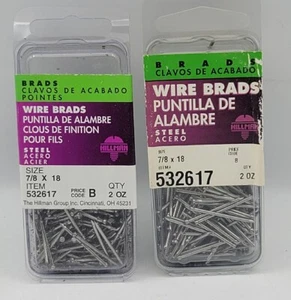 BRADS
CLAVOS DE ACABADO
POINTES
WIRE BRADS
PUNTILLA DE ALAMBRE
CLOUS DE FINITION
POUR FILS
STEEL
ACERO
ACIER
HILLMAN
SIZE
7/8 X 18
ITEM
532617
PRICE CODE B
QTY
2 OZ
The Hillman Group Inc. Cincinnati, OH 45231
BRADS
CLAVOS DE ACABADO
WIRE BRADS
PUNTILLA DE
ALAMBRE
STEEL
ACERO
HILLMAN
7/8 x 18
B
532617
2 OZ